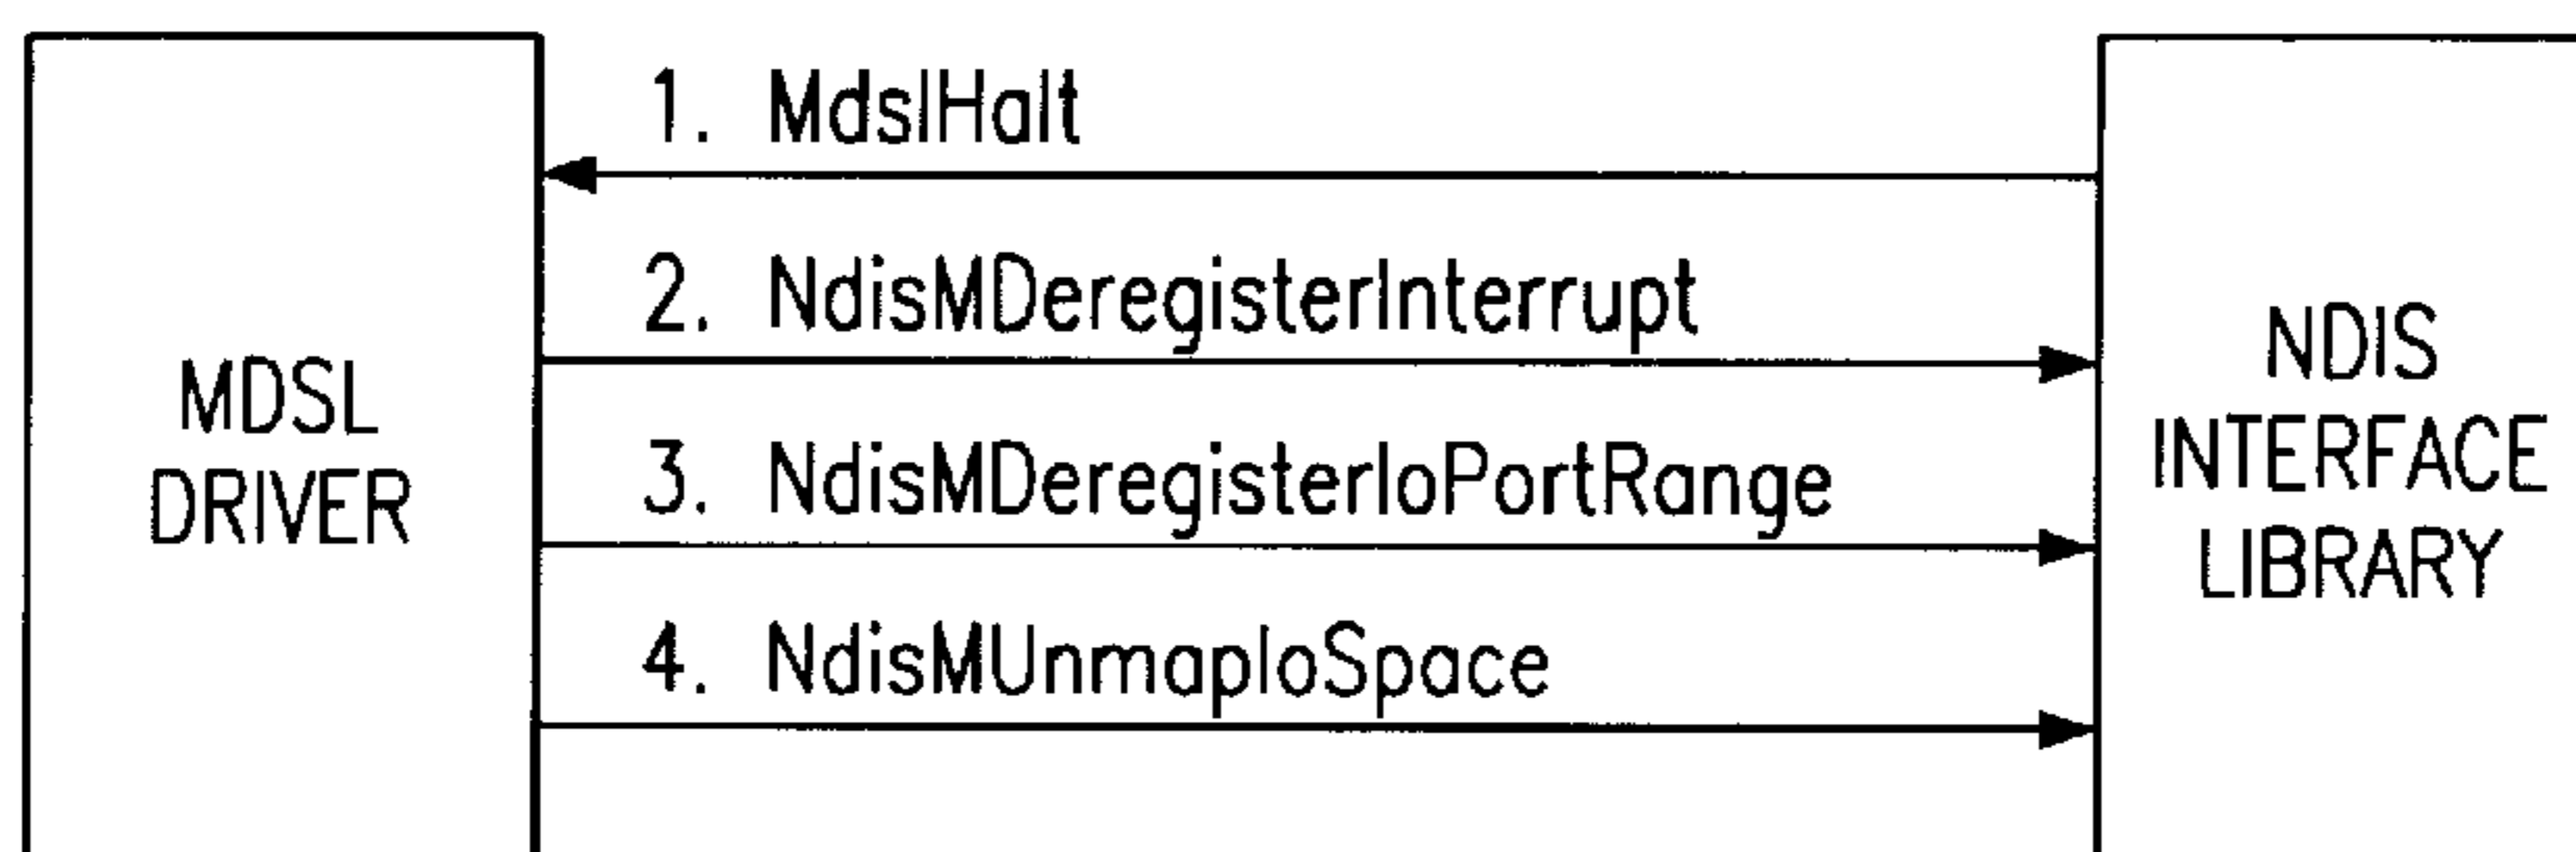 1. MdslHalt
2. NdisMDeregisterInterrupt
3. NdisMDeregisterIoPortRange
4. NdisMUnmapIoSpace
MDSL
DRIVER
NDIS
INTERFACE
LIBRARY